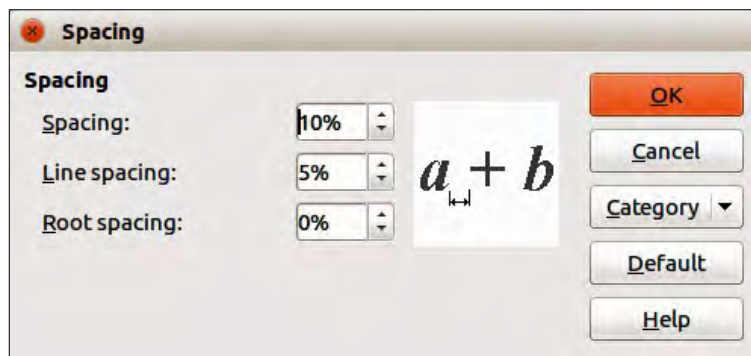 Spacing
Spacing
Spacing: 10%
Line spacing: 5%
Root spacing: 0%
a + b
OK
Cancel
Category
Default
Help